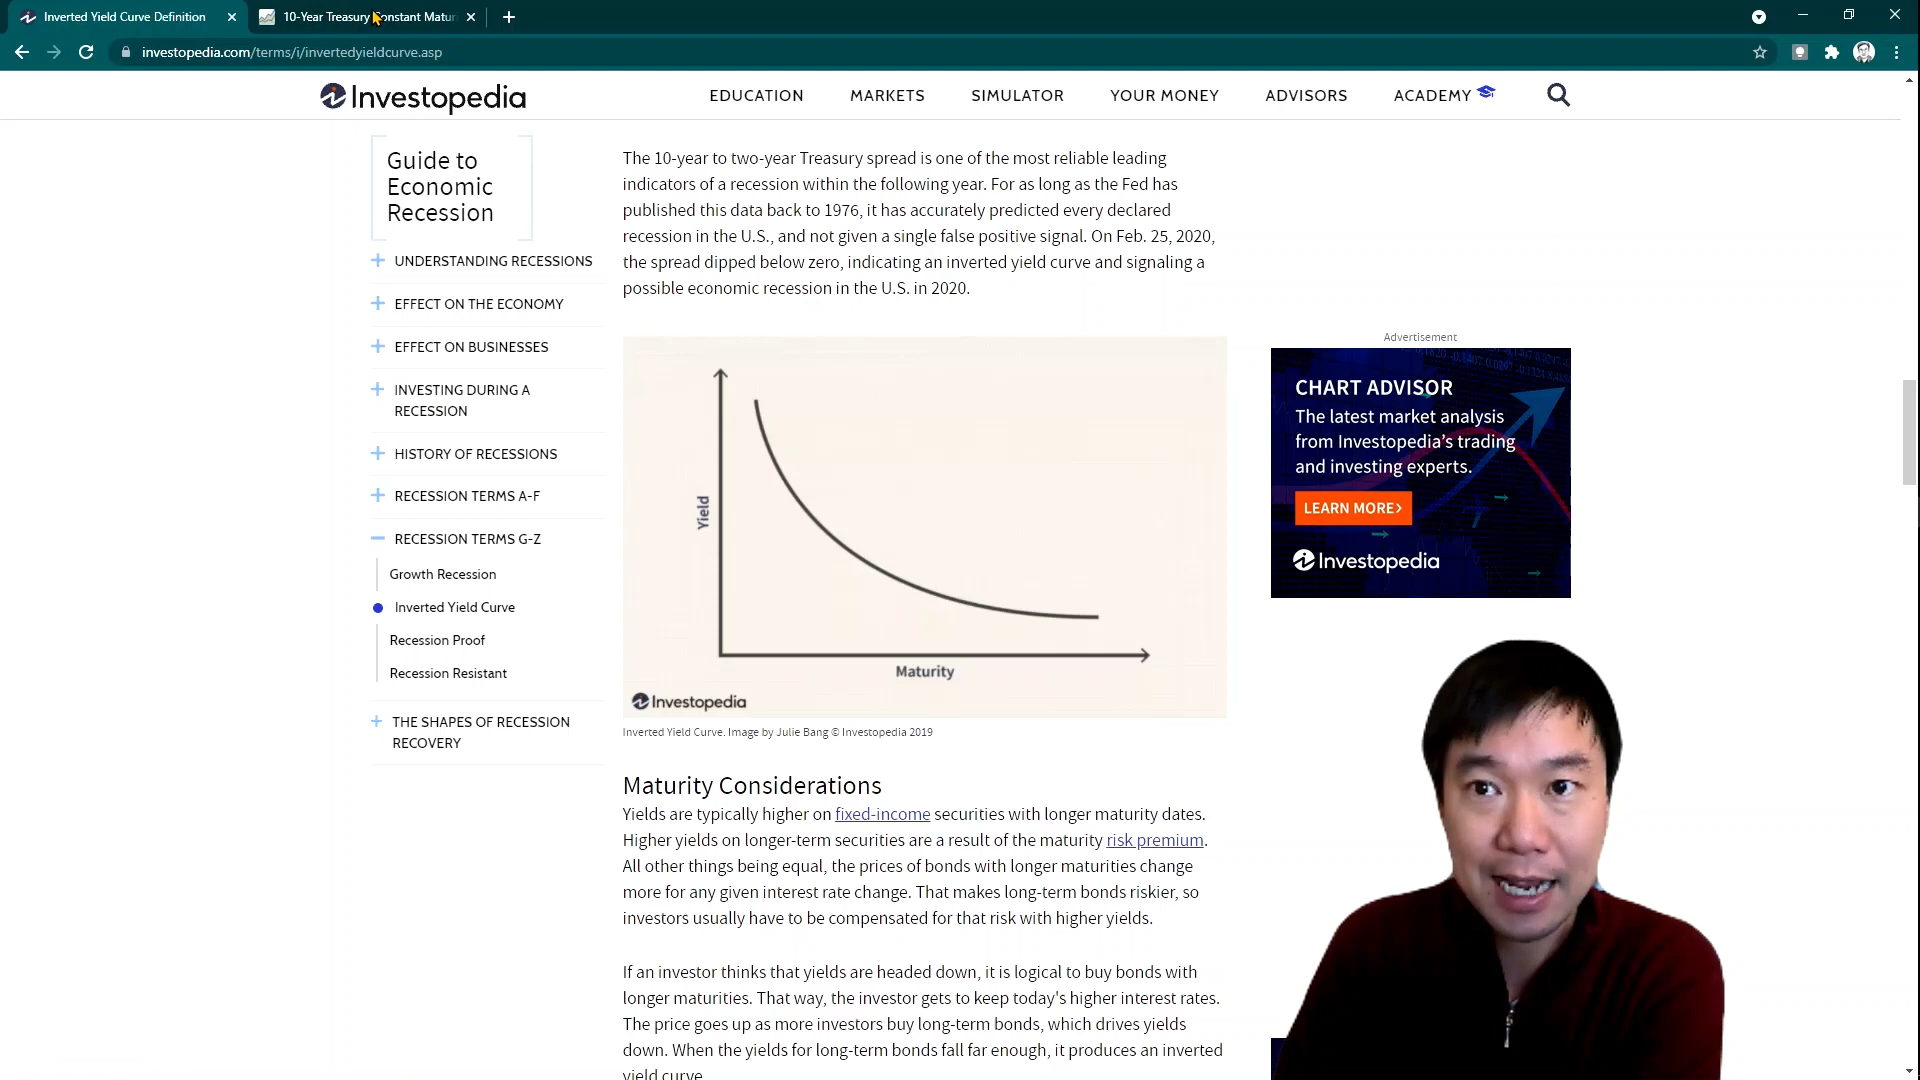 Inverted Yield Curve Definition
10-Year Treasury Constant Matur
investopedia.com/terms/i/invertedyieldcurve.asp
Investopedia
EDUCATION
MARKETS
SIMULATOR
YOUR MONEY
ADVISORS
ACADEMY
Guide to
Economic
Recession
UNDERSTANDING RECESSIONS
EFFECT ON THE ECONOMY
EFFECT ON BUSINESSES
INVESTING DURING A
RECESSION
HISTORY OF RECESSIONS
RECESSION TERMS A-F
RECESSION TERMS G-Z
Growth Recession
Inverted Yield Curve
Recession Proof
Recession Resistant
THE SHAPES OF RECESSION
RECOVERY
The 10-year to two-year Treasury spread is one of the most reliable leading
indicators of a recession within the following year. For as long as the Fed has
published this data back to 1976, it has accurately predicted every declared
recession in the U.S., and not given a single false positive signal. On Feb. 25, 2020,
the spread dipped below zero, indicating an inverted yield curve and signaling a
possible economic recession in the U.S. in 2020.
Yield
Maturity
Investopedia
Inverted Yield Curve. Image by Julie Bang © Investopedia 2019
Maturity Considerations
Yields are typically higher on fixed-income securities with longer maturity dates.
Higher yields on longer-term securities are a result of the maturity risk premium.
All other things being equal, the prices of bonds with longer maturities change
more for any given interest rate change. That makes long-term bonds riskier, so
investors usually have to be compensated for that risk with higher yields.
If an investor thinks that yields are headed down, it is logical to buy bonds with
longer maturities. That way, the investor gets to keep today's higher interest rates.
The price goes up as more investors buy long-term bonds, which drives yields
down. When the yields for long-term bonds fall far enough, it produces an inverted
yield curve.
Advertisement
CHART ADVISOR
The latest market analysis
from Investopedia's trading
and investing experts.
LEARN MORE>
Investopedia